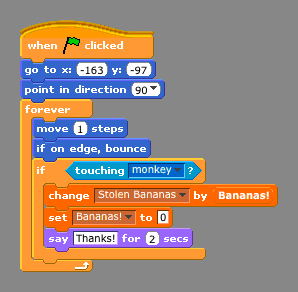 when clicked
go to x: -163 y: -97
point in direction 90
forever
move 1 steps
if on edge, bounce
if touching monkey ?
change Stolen Bananas by Bananas!
set Bananas! to 0
say Thanks! for 2 secs